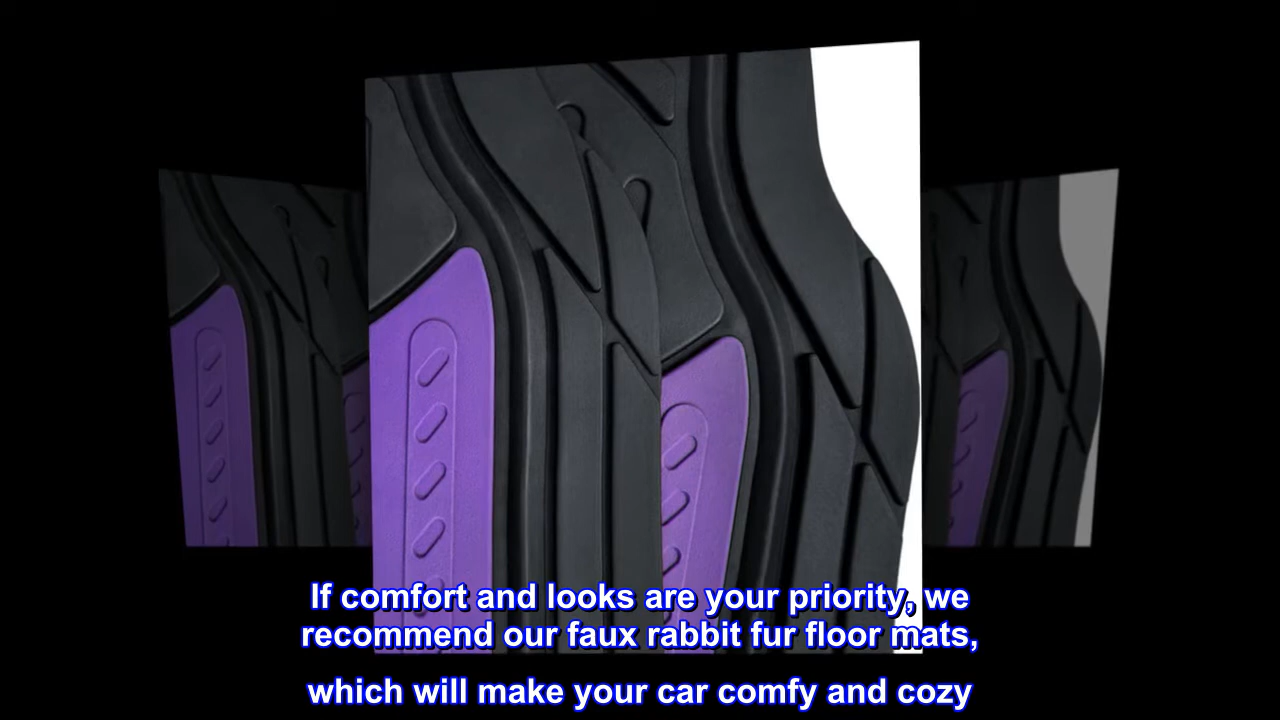 If comfort and looks are your priority, we
recommend our faux rabbit fur floor mats,
which will make your car comfy and cozy